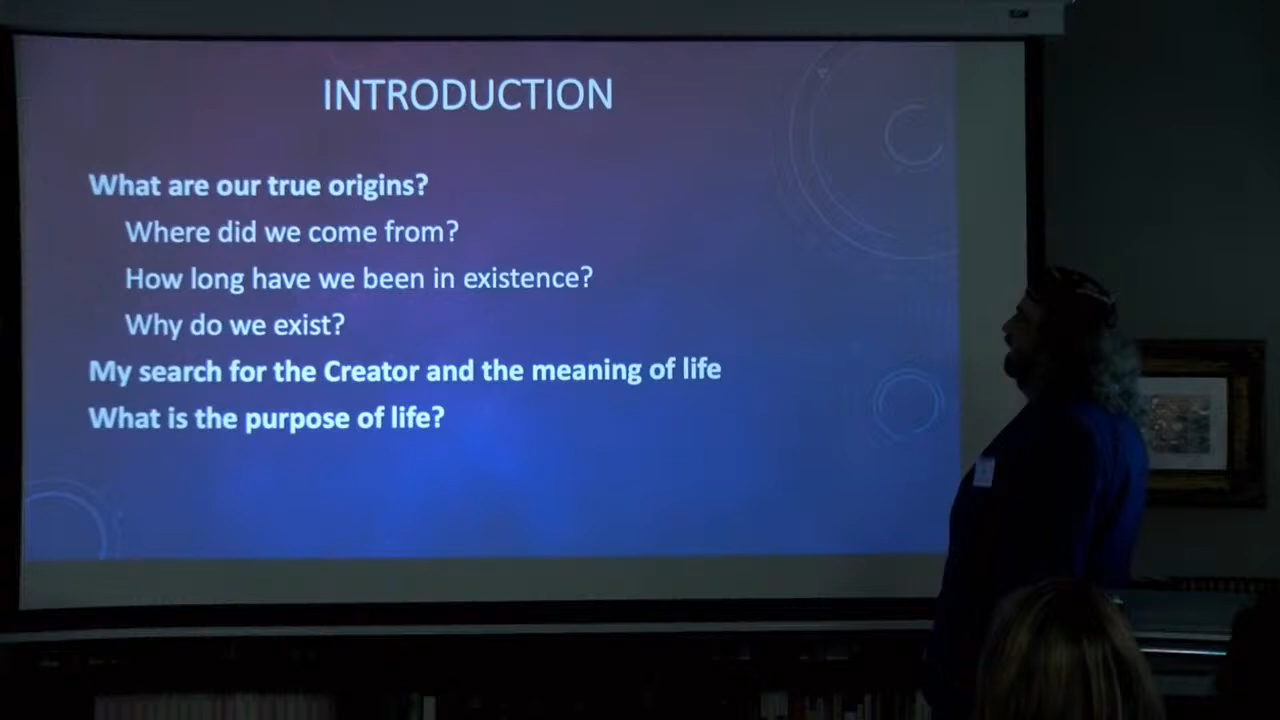 INTRODUCTION
What are our true origins?
Where did we come from?
How long have we been in existence?
Why do we exist?
My search for the Creator and the meaning of life
What is the purpose of life?